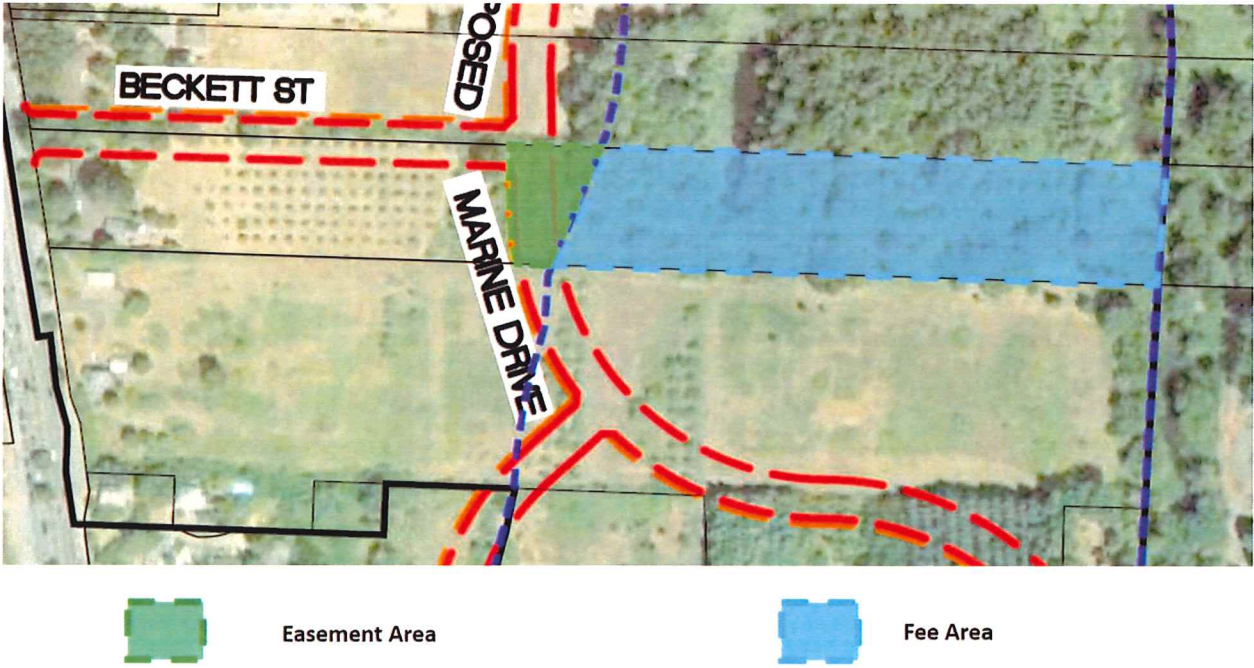 POSED
BECKETT ST
MARINE DRIVE
Easement Area
Fee Area